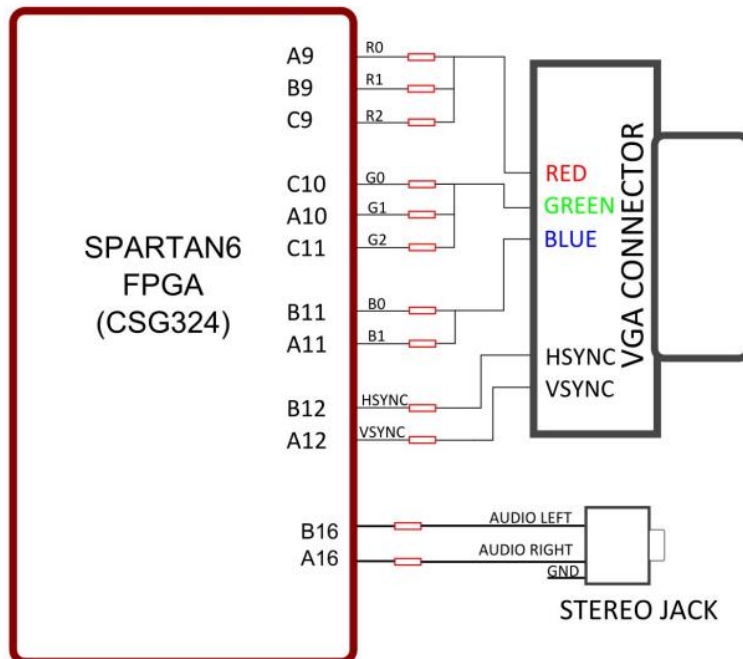 A9
R0
B9
R1
C9
R2
C10
G0
A10
G1
C11
G2
B11
B0
A11
B1
B12
HSYNC
A12
VSYNC
SPARTAN6
FPGA
(CSG324)
RED
GREEN
BLUE
HSYNC
VSYNC
VGA CONNECTOR
B16
AUDIO LEFT
A16
AUDIO RIGHT
GND
STEREO JACK